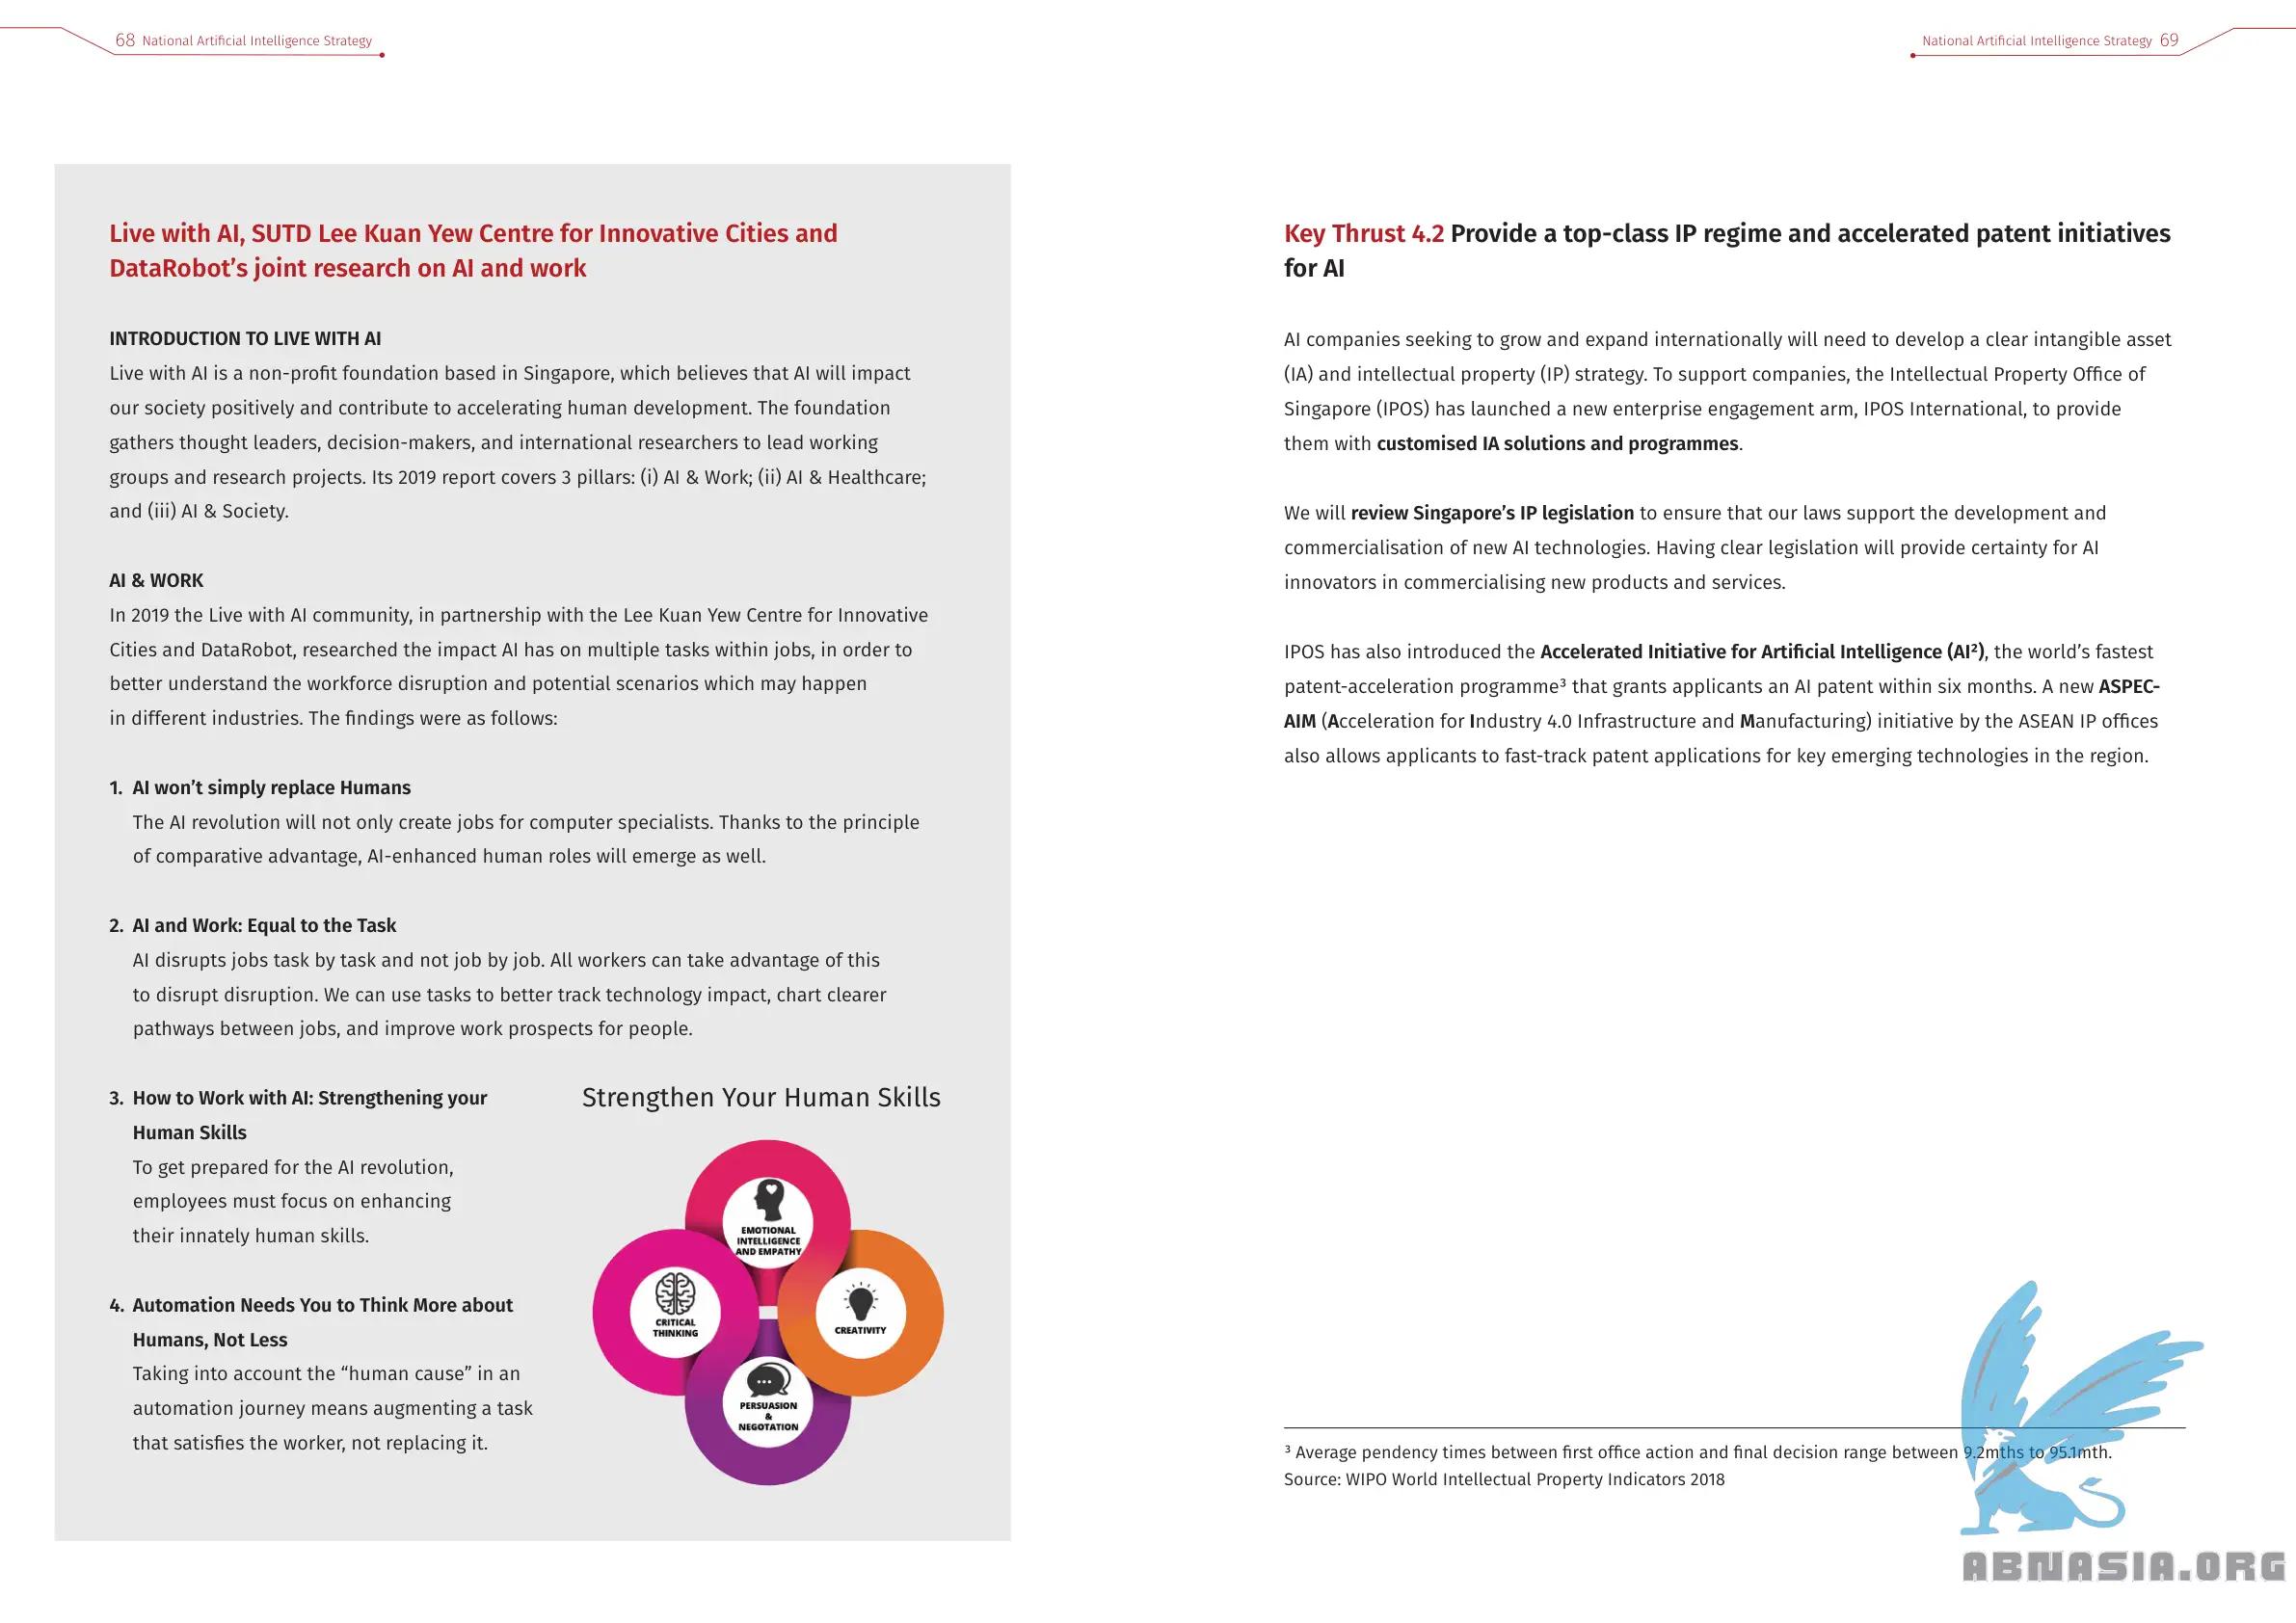 68 National Artificial Intelligence Strategy
Live with AI, SUTD Lee Kuan Yew Centre for Innovative Cities and
DataRobot’s joint research on AI and work
INTRODUCTION TO LIVE WITH AI
Live with AI is a non-profit foundation based in Singapore, which believes that AI will impact
our society positively and contribute to accelerating human development. The foundation
gathers thought leaders, decision-makers, and international researchers to lead working
groups and research projects. Its 2019 report covers 3 pillars: (i) AI & Work; (ii) AI & Healthcare;
and (iii) AI & Society.
AI & WORK
In 2019 the Live with AI community, in partnership with the Lee Kuan Yew Centre for Innovative
Cities and DataRobot, researched the impact AI has on multiple tasks within jobs, in order to
better understand the workforce disruption and potential scenarios which may happen
in different industries. The findings were as follows:
1. AI won’t simply replace Humans
The AI revolution will not only create jobs for computer specialists. Thanks to the principle
of comparative advantage, AI-enhanced human roles will emerge as well.
2. AI and Work: Equal to the Task
AI disrupts jobs task by task and not job by job. All workers can take advantage of this
to disrupt disruption. We can use tasks to better track technology impact, chart clearer
pathways between jobs, and improve work prospects for people.
3. How to Work with AI: Strengthening your
Human Skills
To get prepared for the AI revolution,
employees must focus on enhancing
their innately human skills.
4. Automation Needs You to Think More about
Humans, Not Less
Taking into account the “human cause” in an
automation journey means augmenting a task
that satisfies the worker, not replacing it.
Strengthen Your Human Skills
EMOTIONAL
INTELLIGENCE
AND EMPATHY
CRITICAL
THINKING
CREATIVITY
PERSUASION
&
NEGOTATION
National Artificial Intelligence Strategy 69
Key Thrust 4.2 Provide a top-class IP regime and accelerated patent initiatives
for AI
AI companies seeking to grow and expand internationally will need to develop a clear intangible asset
(IA) and intellectual property (IP) strategy. To support companies, the Intellectual Property Office of
Singapore (IPOS) has launched a new enterprise engagement arm, IPOS International, to provide
them with customised IA solutions and programmes.
We will review Singapore’s IP legislation to ensure that our laws support the development and
commercialisation of new AI technologies. Having clear legislation will provide certainty for AI
innovators in commercialising new products and services.
IPOS has also introduced the Accelerated Initiative for Artificial Intelligence (AI²), the world’s fastest
patent-acceleration programme³ that grants applicants an AI patent within six months. A new ASPEC-
AIM (Acceleration for Industry 4.0 Infrastructure and Manufacturing) initiative by the ASEAN IP offices
also allows applicants to fast-track patent applications for key emerging technologies in the region.
³ Average pendency times between first office action and final decision range between 9.2mths to 95.1mth.
Source: WIPO World Intellectual Property Indicators 2018
ABNASIA.ORG